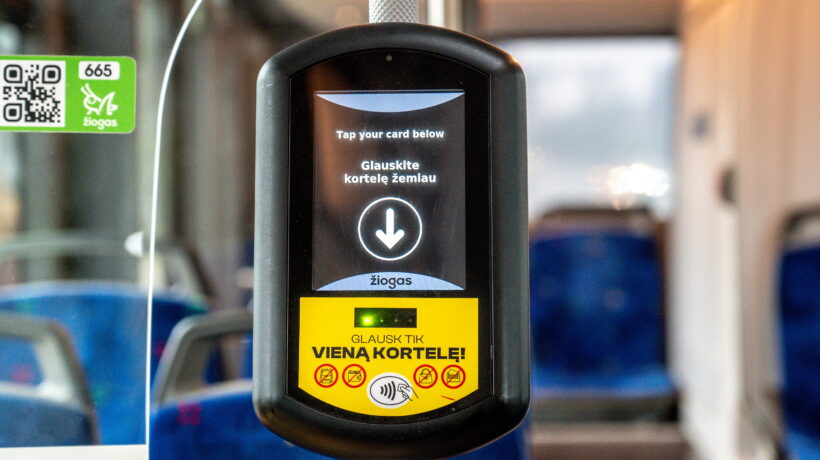 665
žiogas
Tap your card below
Glauskite
kortelę žemiau
žiogas
GLAUSK TIK
VIENĄ KORTELĘ!